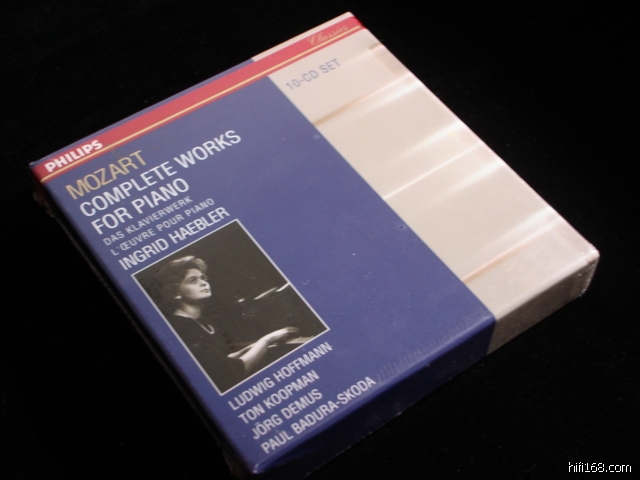 PHILIPS
Classics
10-CD SET
MOZART
COMPLETE WORKS
FOR PIANO
DAS KLAVIERWERK
L'ŒUVRE POUR PIANO
INGRID HAEBLER
LUDWIG HOFFMANN
TON KOOPMAN
JÖRG DEMUS
PAUL BADURA-SKODA
hifi168.com